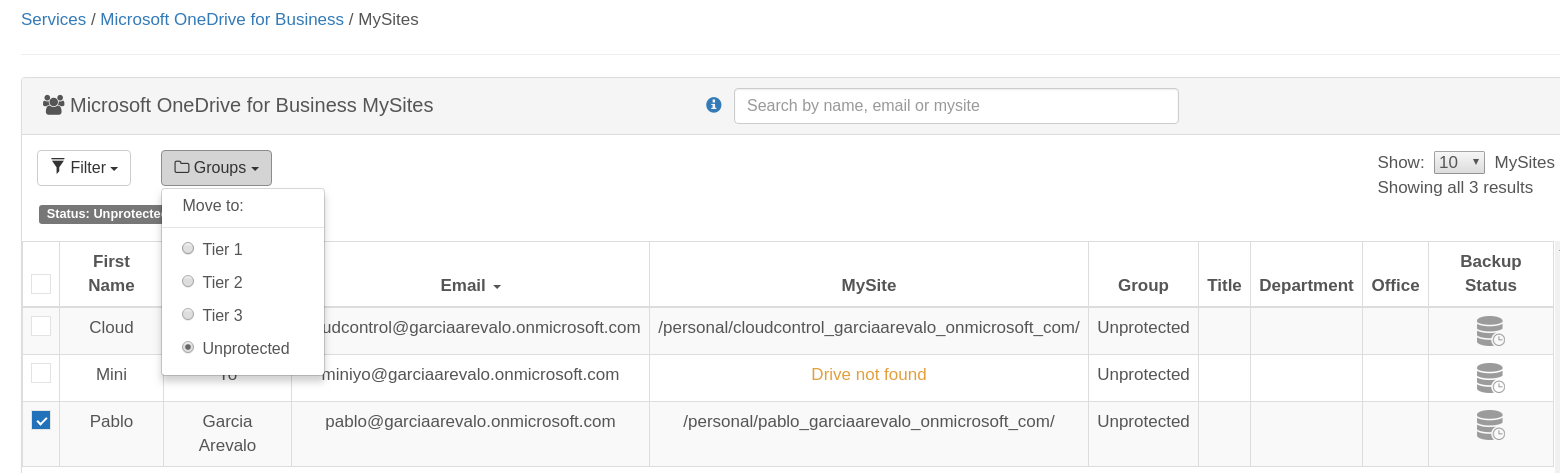 Services / Microsoft OneDrive for Business / MySites
Microsoft OneDrive for Business MySites
Search by name, email or mysite
Filter
Groups
Show: 10 MySites
Showing all 3 results
Status: Unprotected
Move to:
Tier 1
Tier 2
Tier 3
Unprotected
First Name
Email
MySite
Group
Title
Department
Office
Backup Status
Cloud
udcontrol@garciaarevalo.onmicrosoft.com
/personal/cloudcontrol_garciaarevalo_onmicrosoft_com/
Unprotected
Mini
Yo
miniyo@garciaarevalo.onmicrosoft.com
Drive not found
Unprotected
Pablo
Garcia Arevalo
pablo@garciaarevalo.onmicrosoft.com
/personal/pablo_garciaarevalo_onmicrosoft_com/
Unprotected